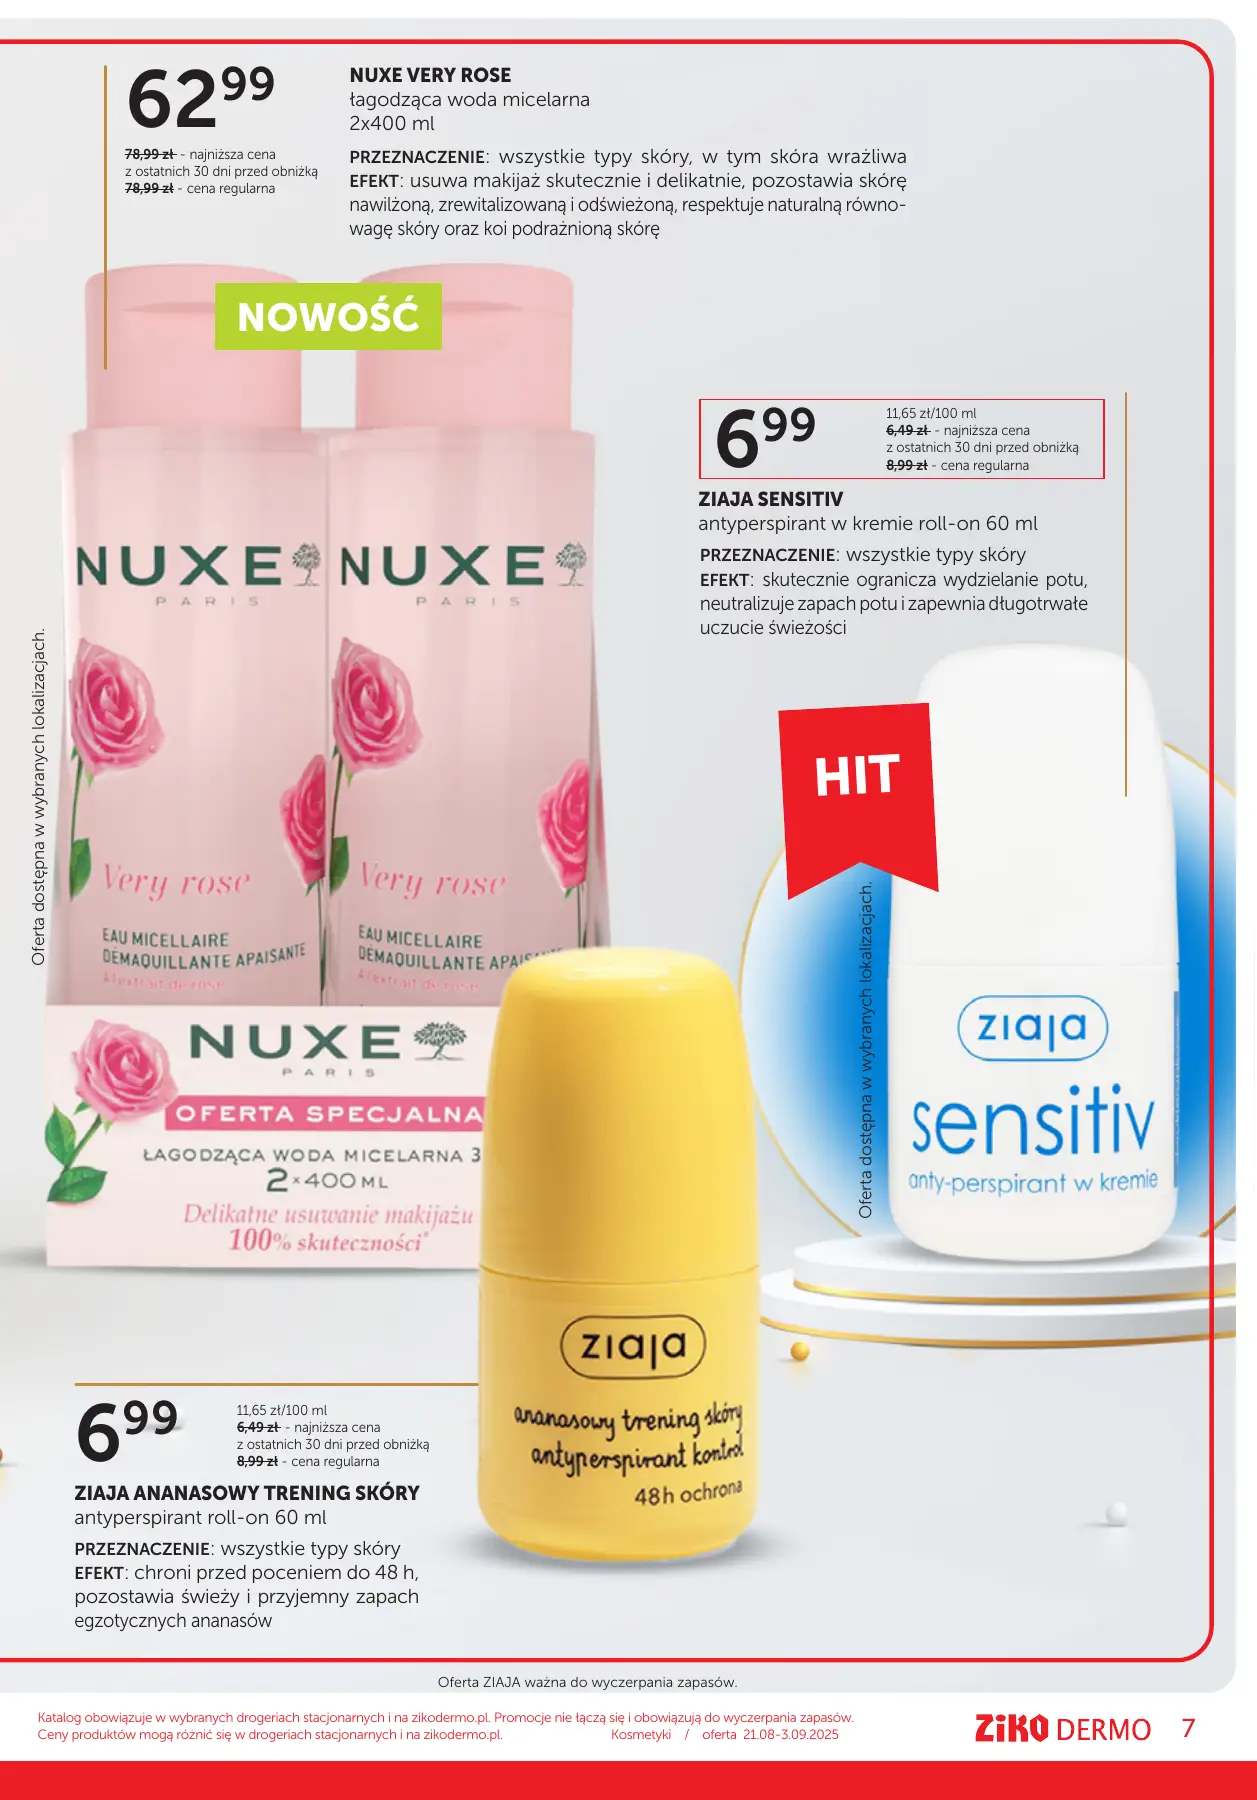 62⁹⁹
78,99 zł - najniższa cena
z ostatnich 30 dni przed obniżką
78,99 zł - cena regularna
NUXE VERY ROSE
łagodząca woda micelarna
2x400 ml
PRZEZNACZENIE: wszystkie typy skóry, w tym skóra wrażliwa
EFEKT: usuwa makijaż skutecznie i delikatnie, pozostawia skórę
nawilżoną, zrewitalizowaną i odświeżoną, respektuje naturalną równo-
wagę skóry oraz koi podrażnioną skórę
NOWOŚĆ
6⁹⁹
11,65 zł/100 ml
6,49 zł - najniższa cena
z ostatnich 30 dni przed obniżką
8,99 zł - cena regularna
ZIAJA SENSITIV
antyperspirant w kremie roll-on 60 ml
PRZEZNACZENIE: wszystkie typy skóry
EFEKT: skutecznie ogranicza wydzielanie potu,
neutralizuje zapach potu i zapewnia długotrwałe
uczucie świeżości
HIT
Oferta dostępna w wybranych lokalizacjach.
NUXE
PARIS
Very rose
EAU MICELLAIRE
DÉMAQUILLANTE APAISANTE
À l'extrait de rose
NUXE
PARIS
Very rose
EAU MICELLAIRE
DÉMAQUILLANTE APAISANTE
À l'extrait de rose
NUXE
PARIS
OFERTA SPECJALNA
ŁAGODZĄCA WODA MICELARNA 3
2×400 ML
Delikatne usuwanie makijażu
100% skuteczności*
Oferta dostępna w wybranych lokalizacjach.
ziaja
sensitiv
anty-perspirant w kremie
ziaja
ananasowy trening skóry
antyperspirant kontrol
48h ochrona
6⁹⁹
11,65 zł/100 ml
6,49 zł - najniższa cena
z ostatnich 30 dni przed obniżką
8,99 zł - cena regularna
ZIAJA ANANASOWY TRENING SKÓRY
antyperspirant roll-on 60 ml
PRZEZNACZENIE: wszystkie typy skóry
EFEKT: chroni przed poceniem do 48 h,
pozostawia świeży i przyjemny zapach
egzotycznych ananasów
Oferta ZIAJA ważna do wyczerpania zapasów.
Katalog obowiązuje w wybranych drogeriach stacjonarnych i na zikodermo.pl. Promocje nie łączą się i obowiązują do wyczerpania zapasów.
Ceny produktów mogą różnić się w drogeriach stacjonarnych i na zikodermo.pl.
Kosmetyki / oferta 21.08-3.09.2025
ZIKO DERMO 7